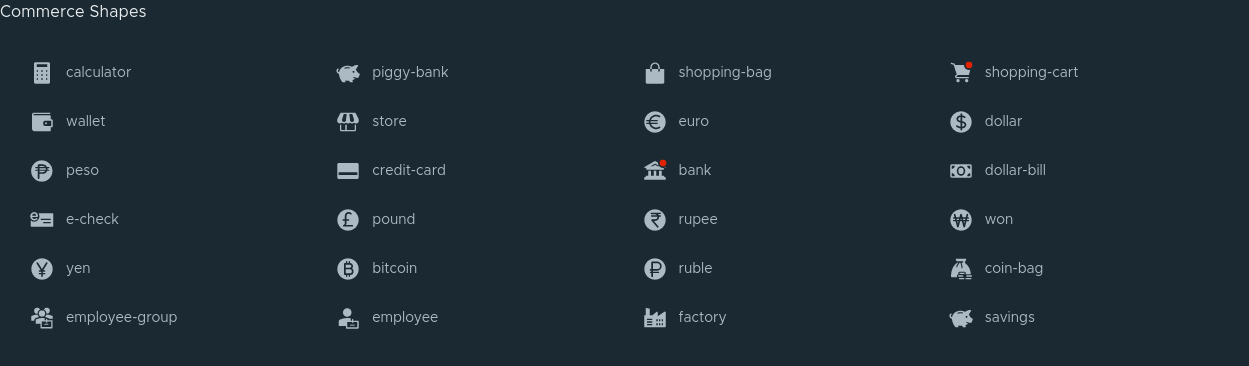 Commerce Shapes
calculator piggy-bank shopping-bag shopping-cart
wallet store euro dollar
peso credit-card bank dollar-bill
e-check pound rupee won
yen bitcoin ruble coin-bag
employee-group employee factory savings